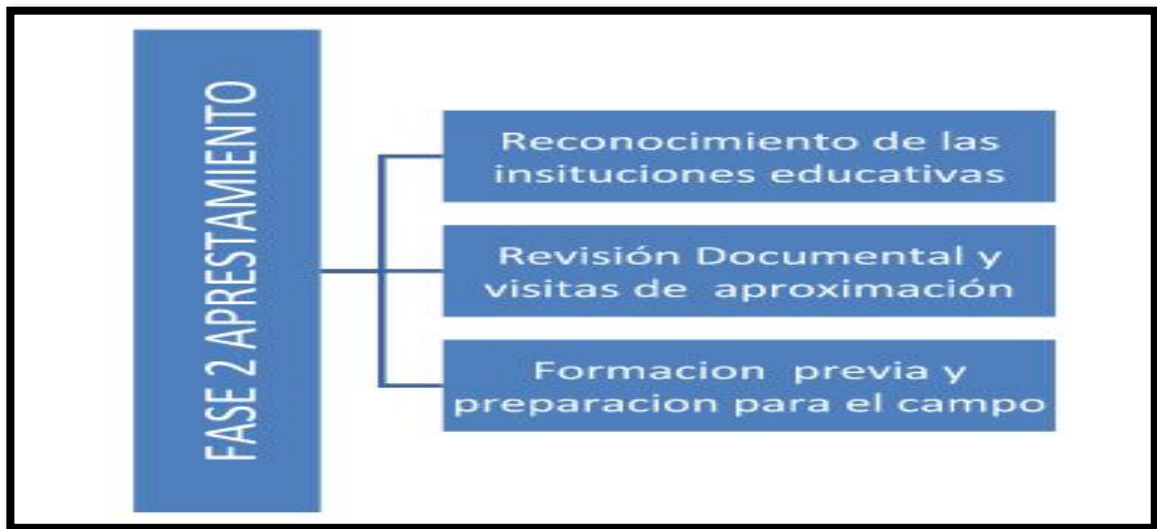 FASE 2 APRESTAMIENTO
Reconocimiento de las
insituciones educativas
Revisión Documental y
visitas de aproximación
Formacion previa y
preparacion para el campo